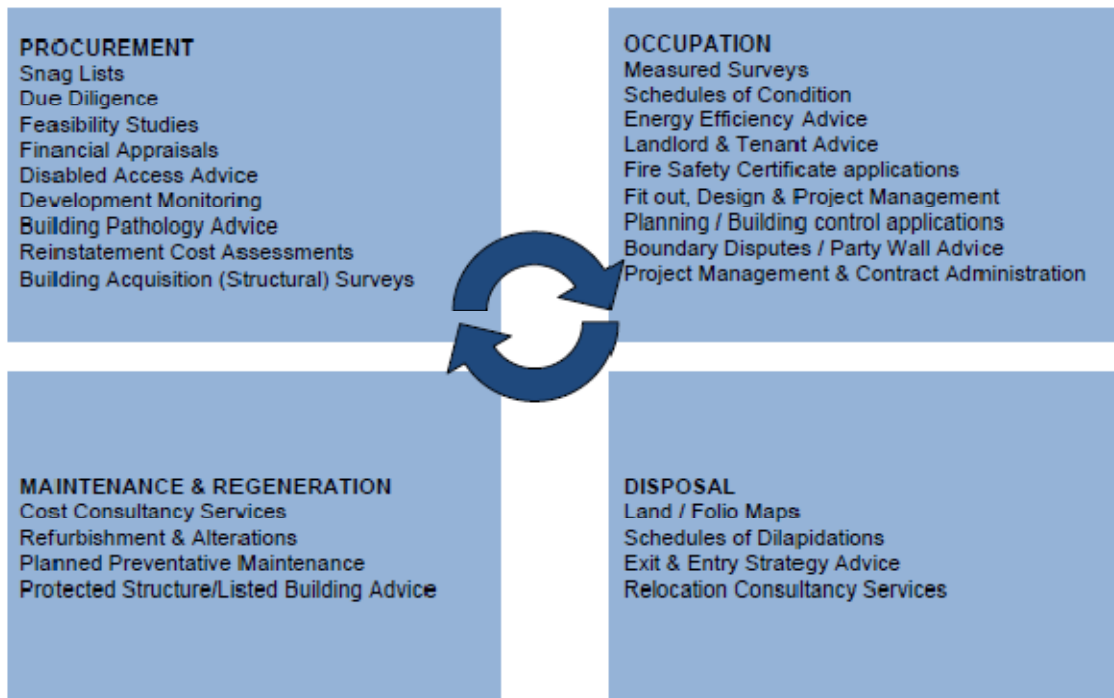 PROCUREMENT
Snag Lists
Due Diligence
Feasibility Studies
Financial Appraisals
Disabled Access Advice
Development Monitoring
Building Pathology Advice
Reinstatement Cost Assessments
Building Acquisition (Structural) Surveys
OCCUPATION
Measured Surveys
Schedules of Condition
Energy Efficiency Advice
Landlord & Tenant Advice
Fire Safety Certificate applications
Fit out, Design & Project Management
Planning / Building control applications
Boundary Disputes / Party Wall Advice
Project Management & Contract Administration
MAINTENANCE & REGENERATION
Cost Consultancy Services
Refurbishment & Alterations
Planned Preventative Maintenance
Protected Structure/Listed Building Advice
DISPOSAL
Land / Folio Maps
Schedules of Dilapidations
Exit & Entry Strategy Advice
Relocation Consultancy Services